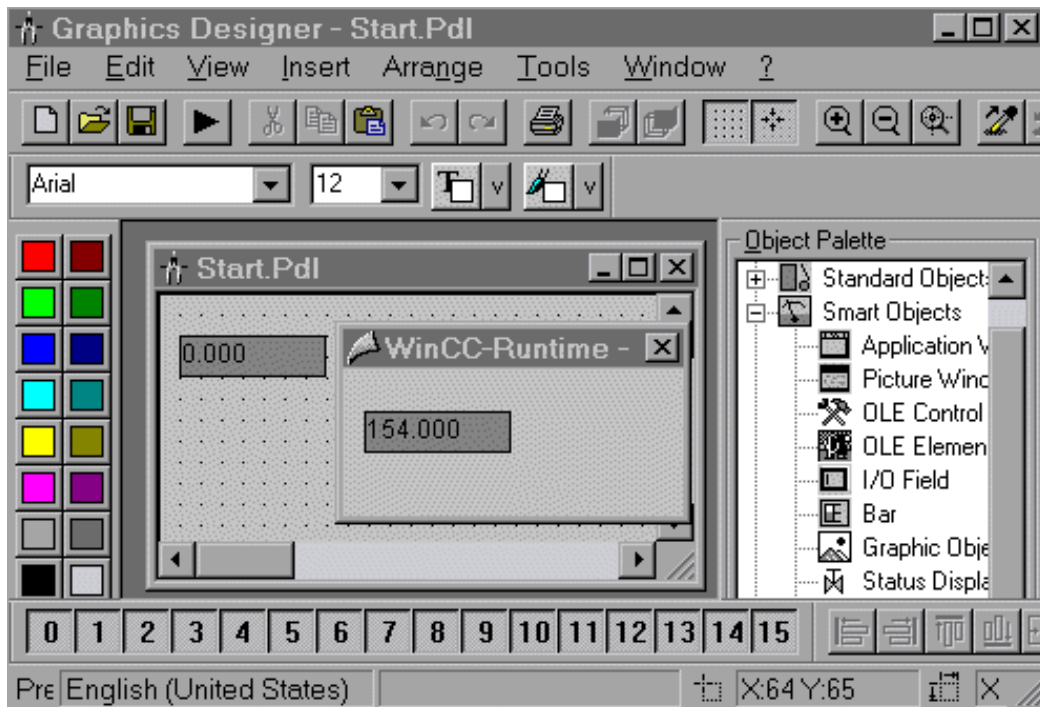 Graphics Designer - Start.Pdl
File Edit View Insert Arrange Tools Window ?
Arial 12 T v v
Object Palette
Start.Pdl
Standard Object
Smart Objects
0.000
WinCC-Runtime -
Application
Picture Wind
154.000
OLE Control
OLE Elemen
I/O Field
Bar
Graphic Obje
Status Displa
0 1 2 3 4 5 6 7 8 9 10 11 12 13 14 15
Pre English (United States) X:64 Y:65 X